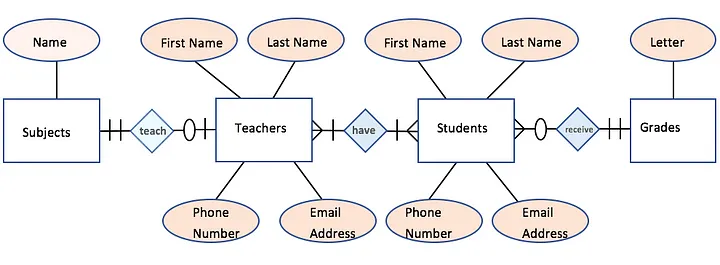 Name
First Name
Last Name
First Name
Last Name
Letter
Subjects
teach
Teachers
have
Students
receive
Grades
Phone
Number
Email
Address
Phone
Number
Email
Address